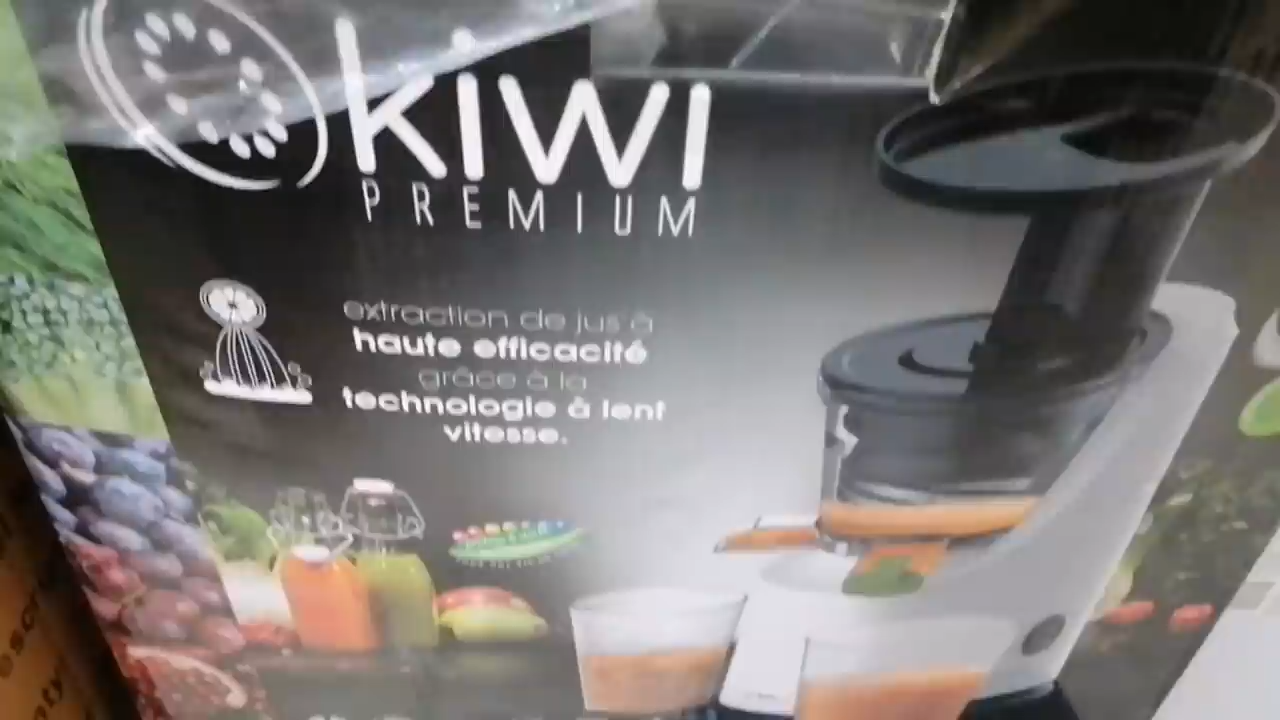 kiwi
PREMIUM
extraction de jus à
haute efficacité
grâce à la
technologie à lent
vitesse.